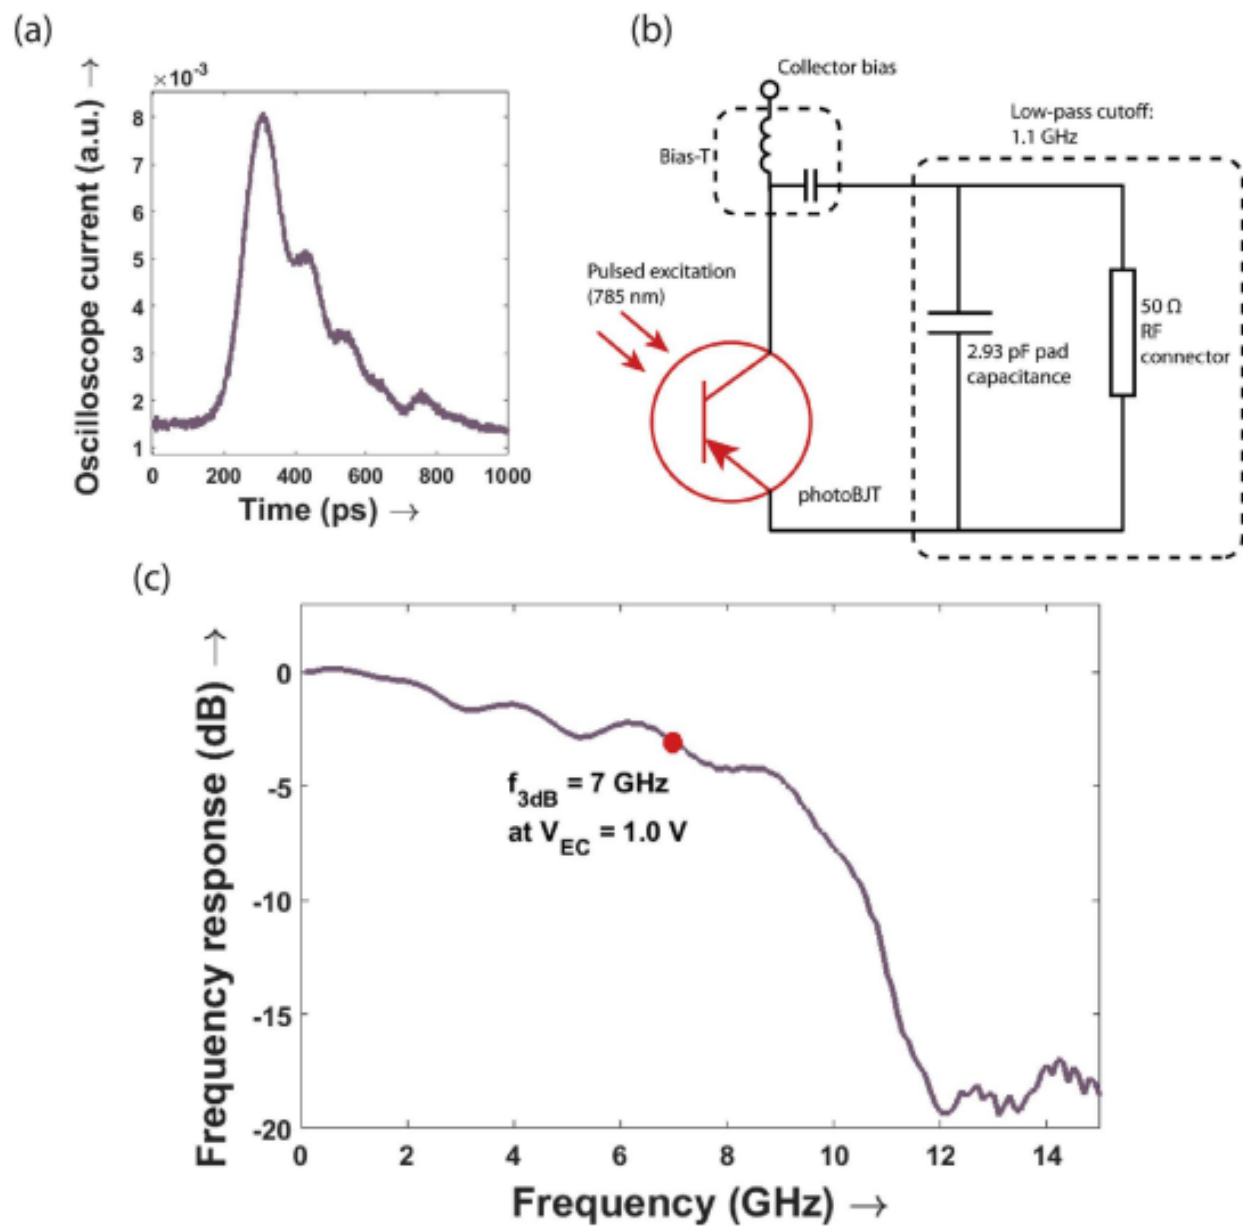 (a)
×10⁻³
Oscilloscope current (a.u.) →
8
7
6
5
4
3
2
1
0 200 400 600 800 1000
Time (ps) →
(b)
Collector bias
Bias-T
Low-pass cutoff:
1.1 GHz
Pulsed excitation
(785 nm)
photoBJT
2.93 pF pad
capacitance
50 Ω
RF
connector
(c)
Frequency response (dB) →
0
-5
-10
-15
-20
f3dB = 7 GHz
at VEC = 1.0 V
0 2 4 6 8 10 12 14
Frequency (GHz) →